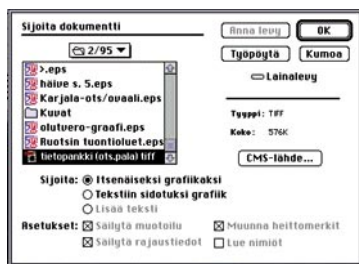 Sijoita dokumentti
2/95
>.eps
häive s. 5.eps
Karjala-ots/ovaali.eps
Kuvat
olutvero-graafi.eps
Ruotsin tuontioluet.eps
tietopankki (ots.pala) tiff
Anna levy
OK
Työpöytä
Kumoa
Lainalevy
Tyyppi: TIFF
Koko: 576K
CMS-lähde...
Sijoita: Itsenäiseksi grafiikaksi
Tekstiin sidotuksi grafiik
Lisää teksti
Asetukset: Säilytä muotoilu
Muunna heittomerkit
Säilytä rajaustiedot
Lue nimiöt